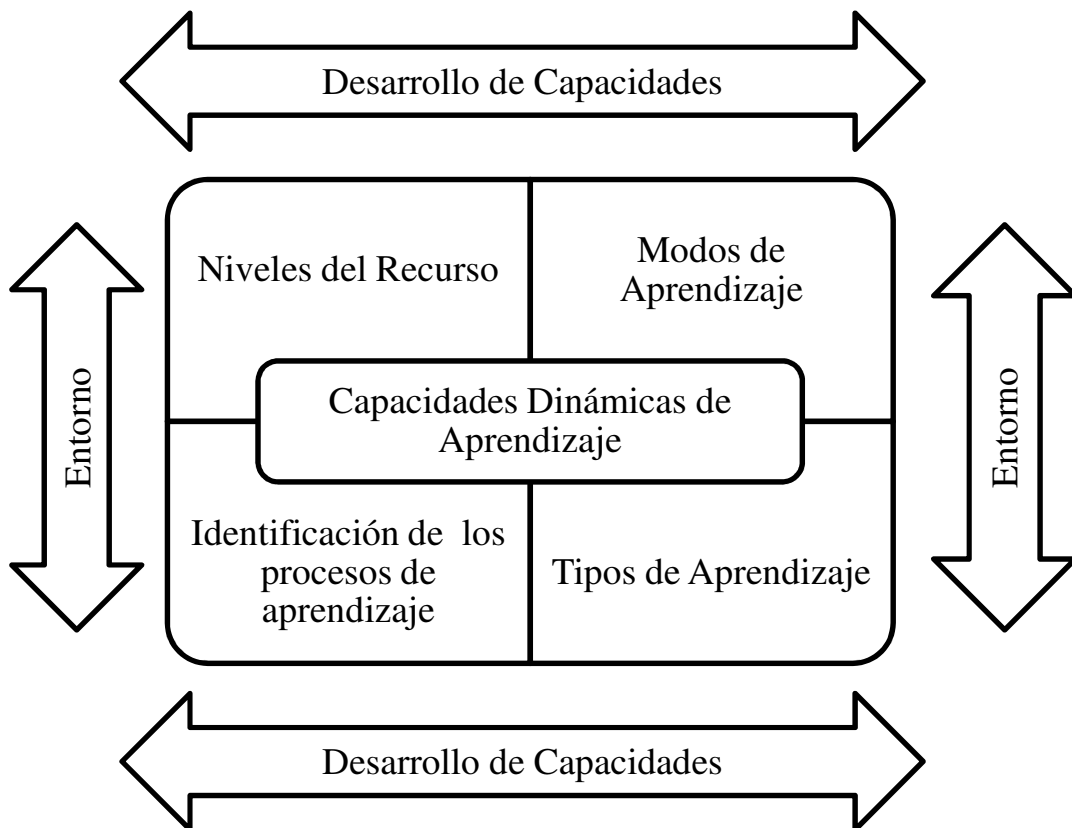 Desarrollo de Capacidades
Niveles del Recurso
Modos de
Aprendizaje
Entorno
Capacidades Dinámicas de
Aprendizaje
Entorno
Identificación de  los
procesos de
aprendizaje
Tipos de Aprendizaje
Desarrollo de Capacidades